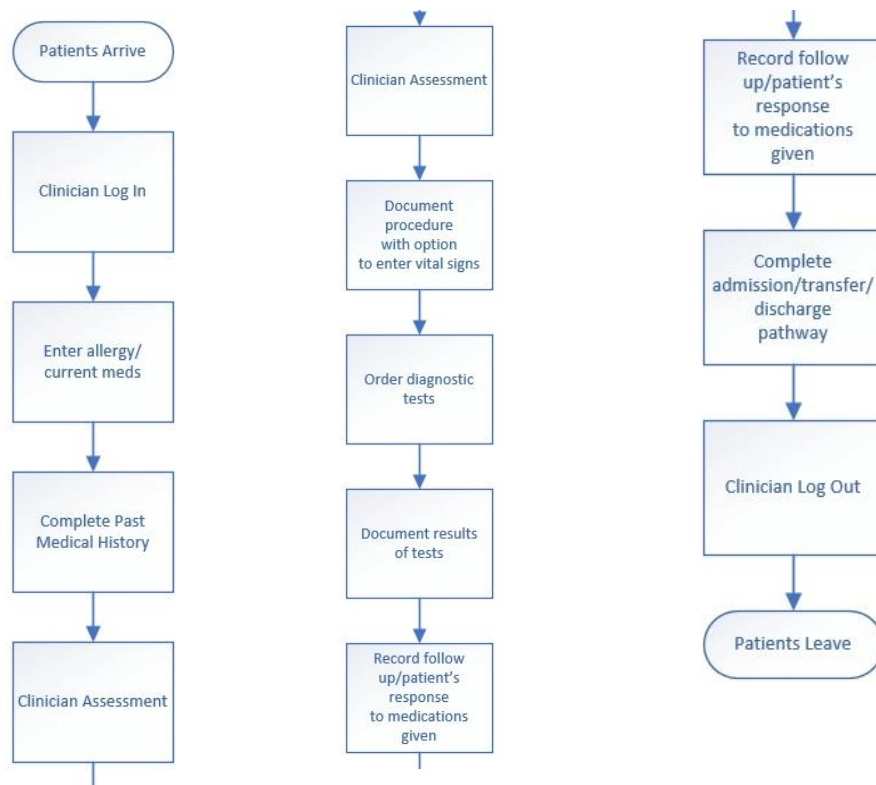 Patients Arrive
Clinician Log In
Enter allergy/
current meds
Complete Past
Medical History
Clinician Assessment
Clinician Assessment
Document
procedure
with option
to enter vital signs
Order diagnostic
tests
Document results
of tests
Record follow
up/patient's
response
to medications
given
Record follow
up/patient's
response
to medications
given
Complete
admission/transfer/
discharge
pathway
Clinician Log Out
Patients Leave